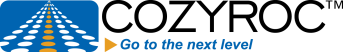 COZYROC™
Go to the next level